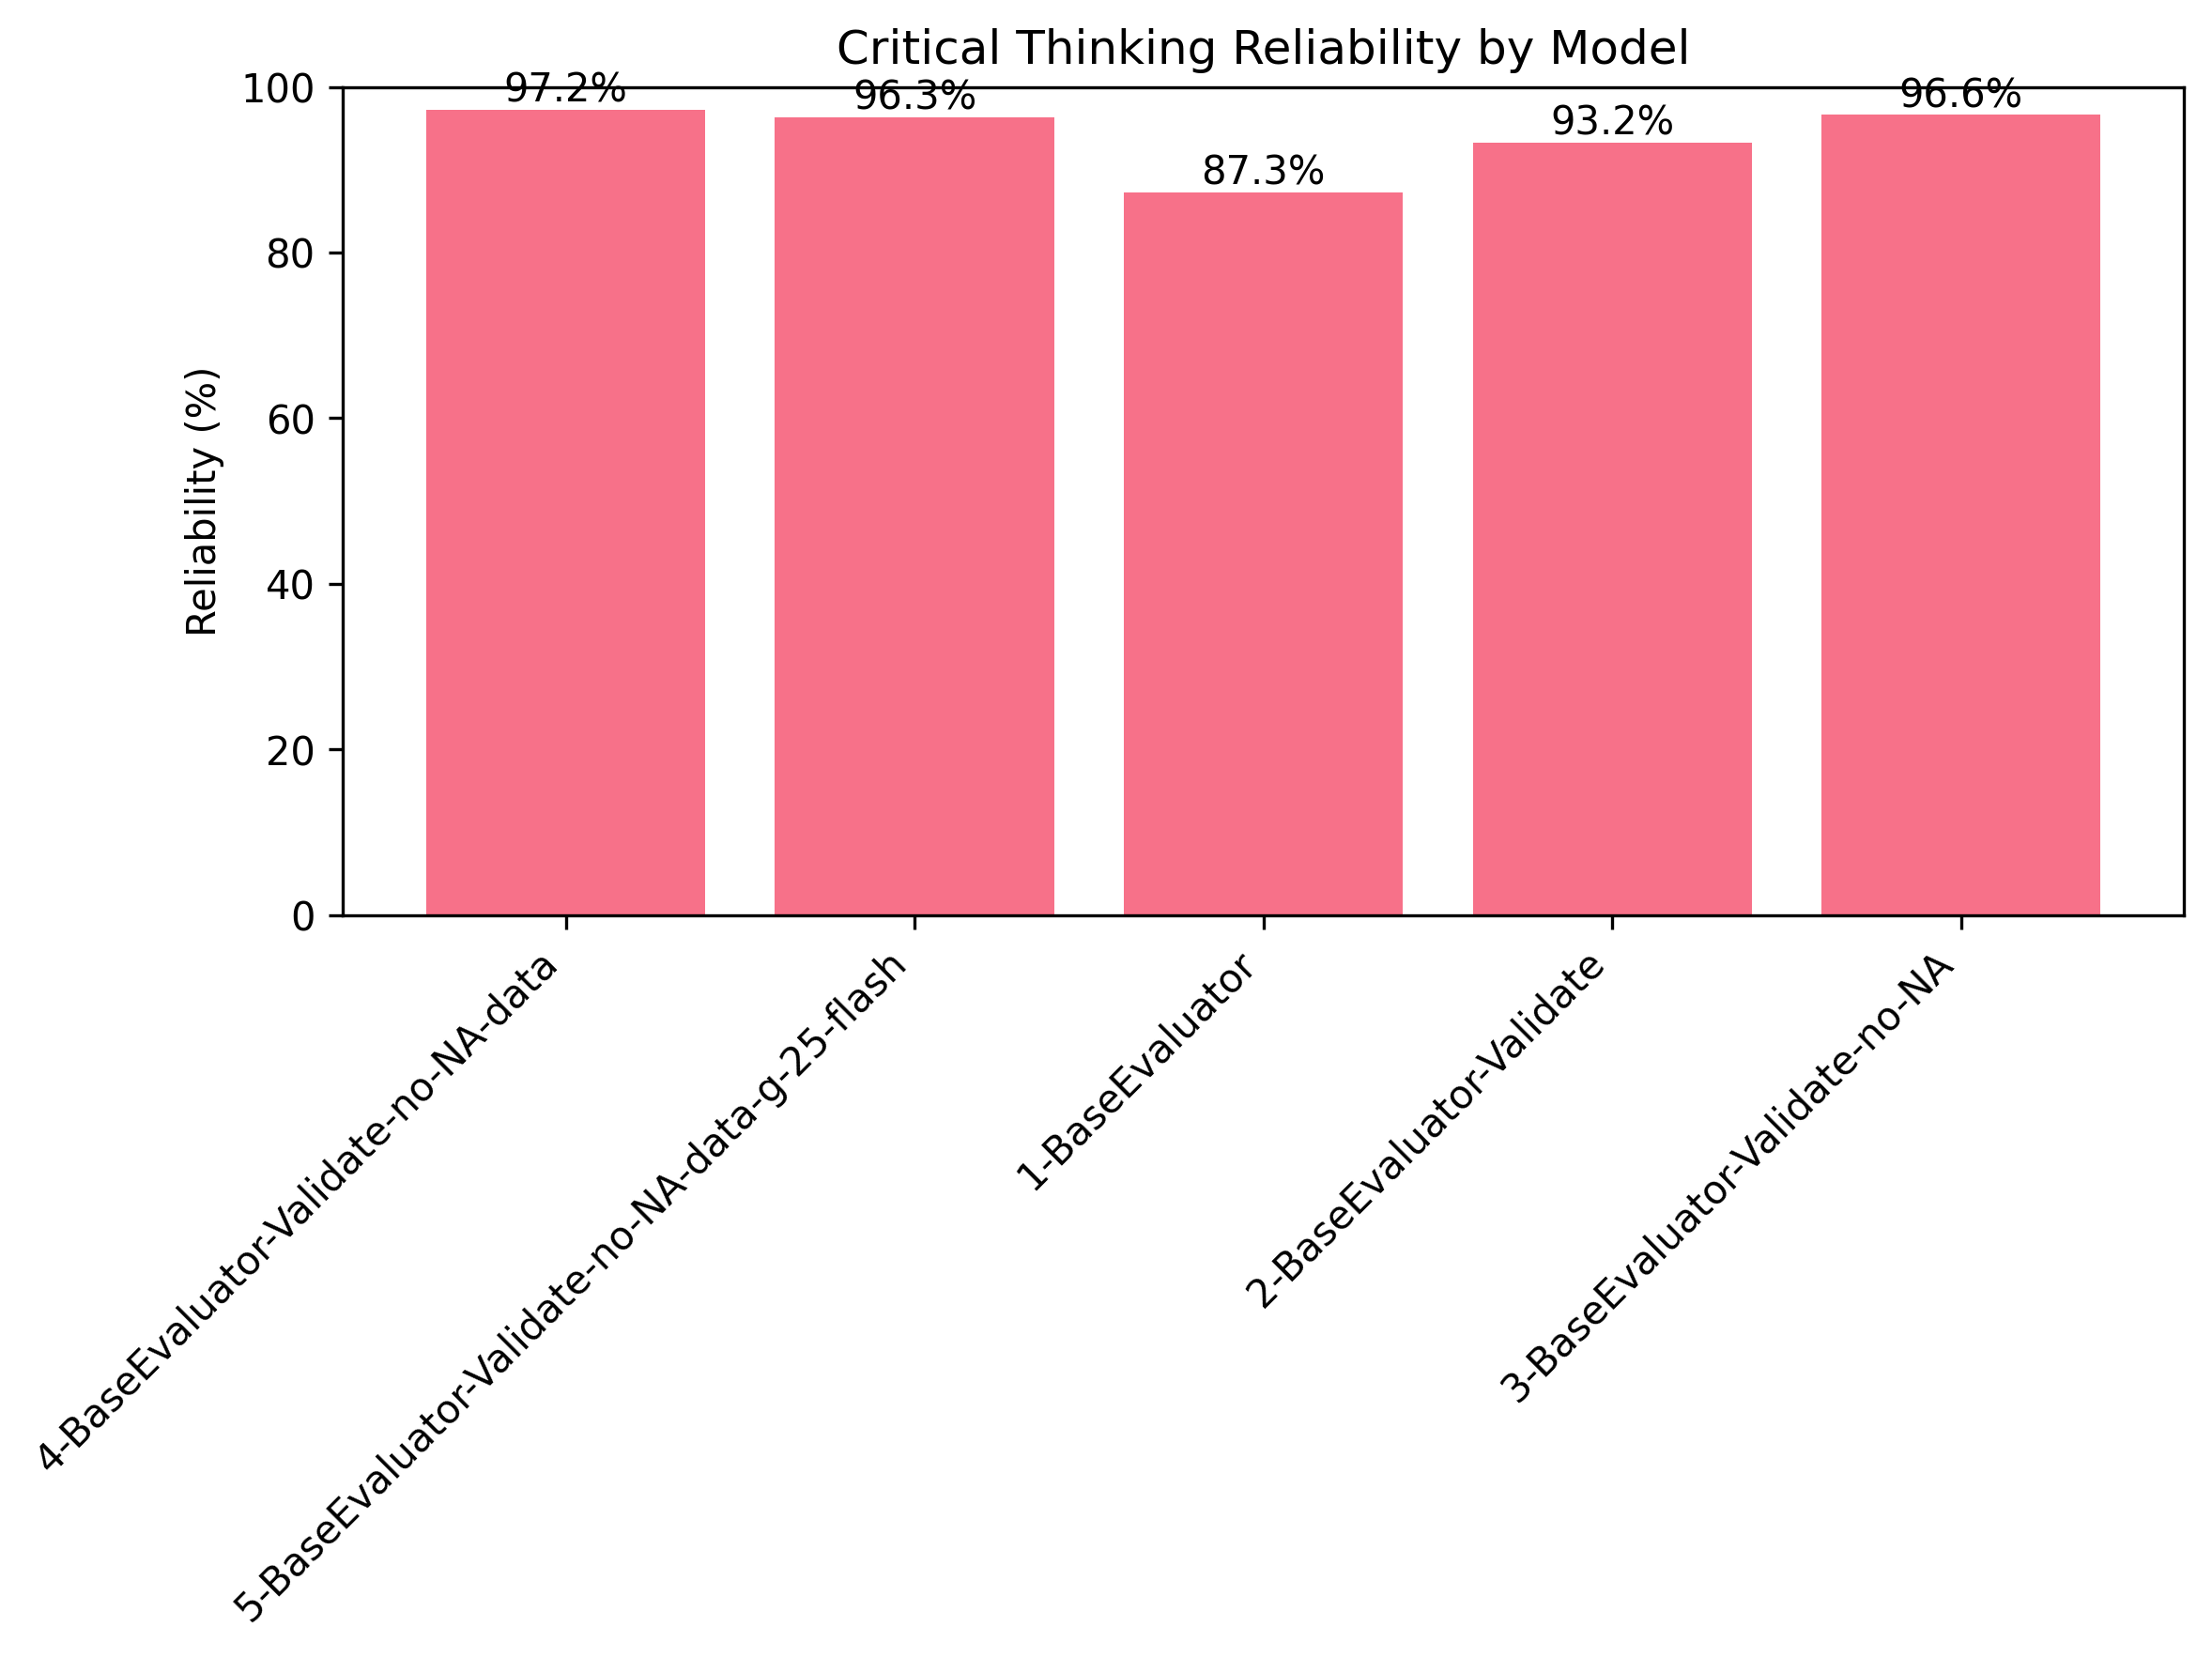 Critical Thinking Reliability by Model
97.2%
96.3%
87.3%
93.2%
96.6%
100
80
60
40
20
0
Reliability (%)
4-BaseEvaluator-Validate-no-NA-data
5-BaseEvaluator-Validate-no-NA-data-g-25-flash
1-BaseEvaluator
2-BaseEvaluator-Validate
3-BaseEvaluator-Validate-no-NA